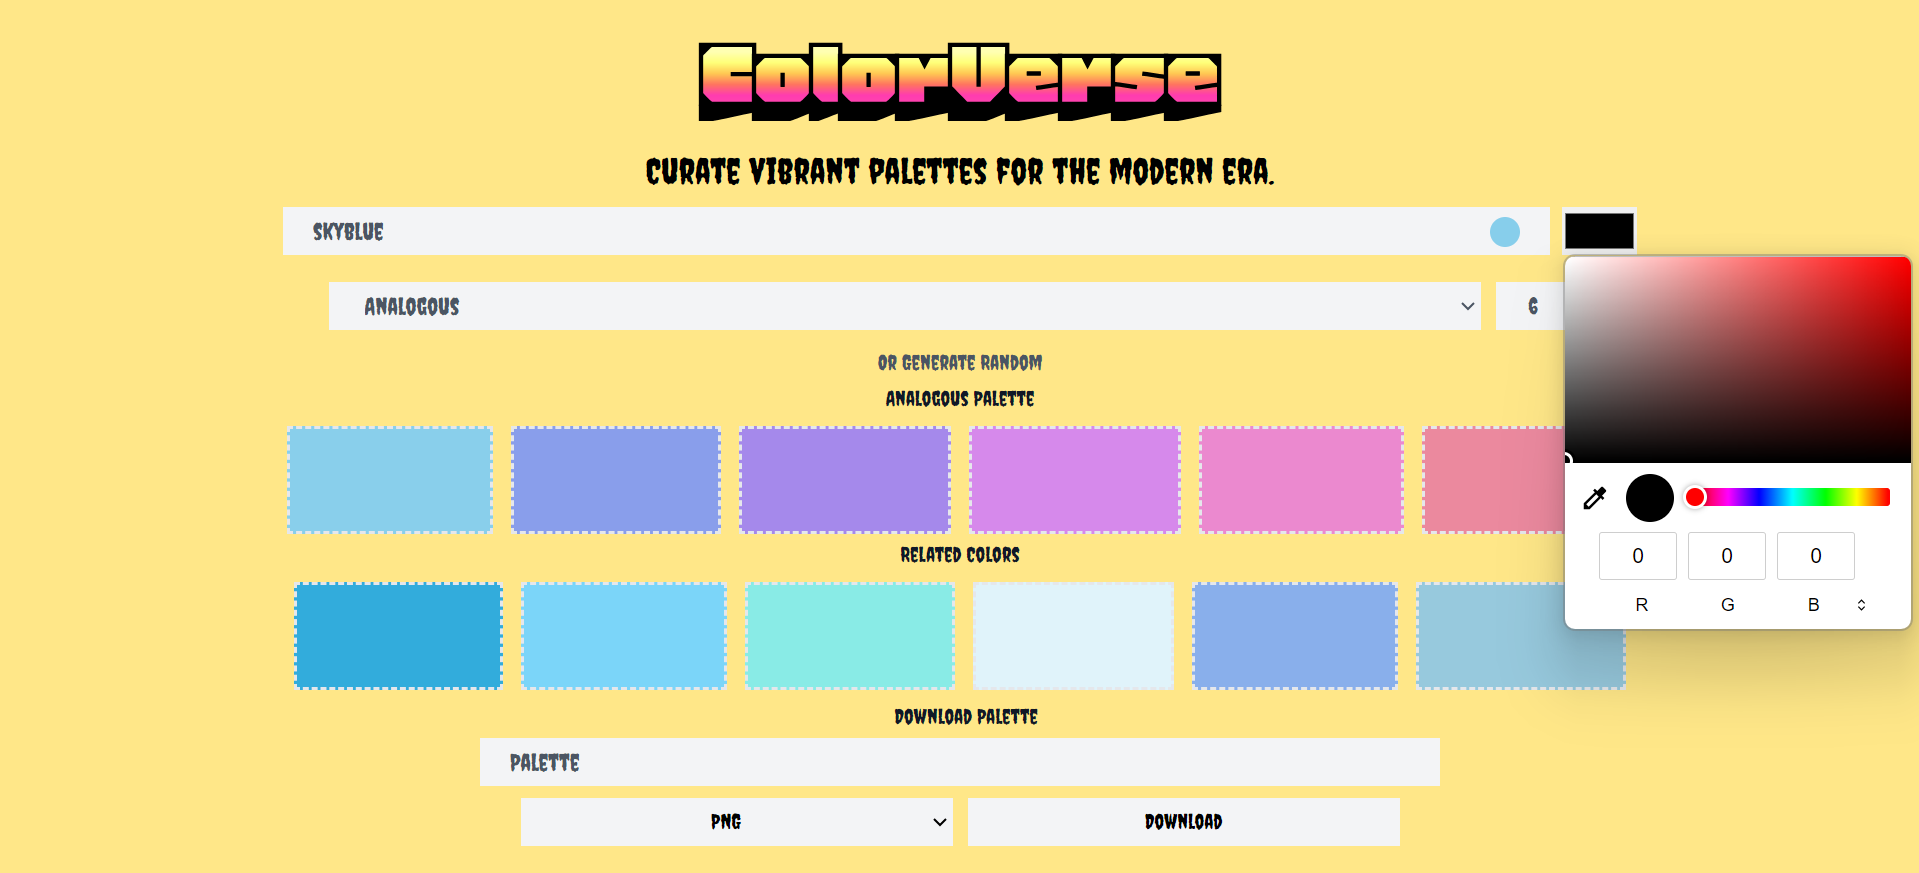 ColorVerse
CURATE VIBRANT PALETTES FOR THE MODERN ERA.
SKYBLUE
ANALOGOUS
6
OR GENERATE RANDOM
ANALOGOUS PALETTE
RELATED COLORS
0 0 0
R G B
DOWNLOAD PALETTE
PALETTE
PNG
DOWNLOAD